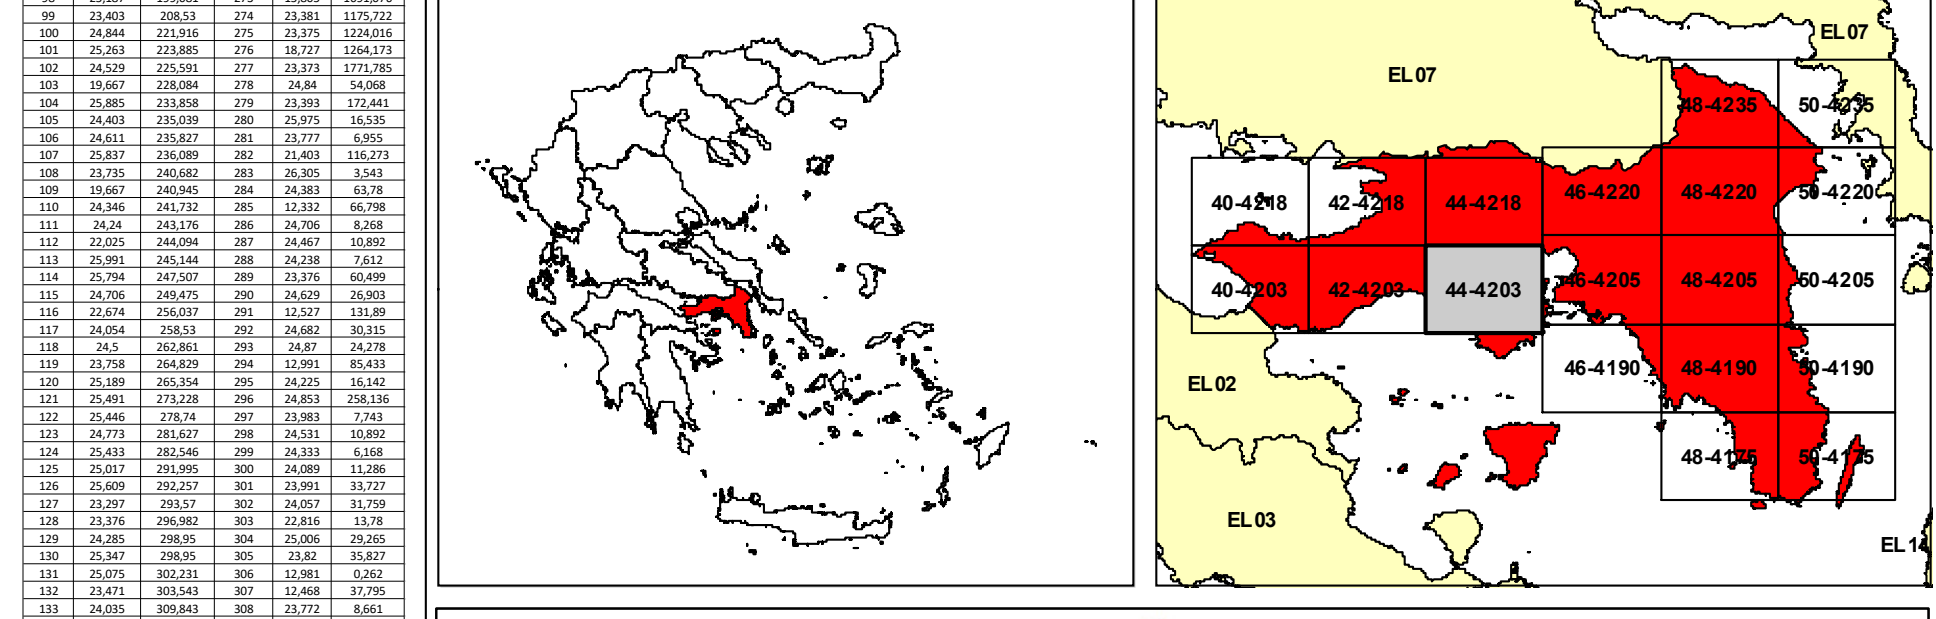 99 23,403 208,53 274 23,381 1175,722
100 24,844 221,916 275 23,375 1224,016
101 25,263 223,885 276 18,727 1264,173
102 24,529 225,591 277 23,373 1771,785
103 19,667 228,084 278 24,84 54,068
104 25,885 233,858 279 23,393 172,441
105 24,403 235,039 280 25,975 16,535
106 24,611 235,827 281 23,777 6,955
107 25,837 236,089 282 21,403 116,273
108 23,735 240,682 283 26,305 3,543
109 19,667 240,945 284 24,383 63,78
110 24,346 241,732 285 12,332 66,798
111 24,24 243,176 286 24,706 8,268
112 22,025 244,094 287 24,467 10,892
113 25,991 245,144 288 24,238 7,612
114 25,794 247,507 289 23,376 60,499
115 24,706 249,475 290 24,629 26,903
116 22,674 256,037 291 12,527 131,89
117 24,054 258,53 292 24,682 30,315
118 24,5 262,861 293 24,87 24,278
119 23,758 264,829 294 12,991 85,433
120 25,189 265,354 295 24,225 16,142
121 25,491 273,228 296 24,853 258,136
122 25,446 278,74 297 23,983 7,743
123 24,773 281,627 298 24,531 10,892
124 25,433 282,546 299 24,333 6,168
125 25,017 291,995 300 24,089 11,286
126 25,609 292,257 301 23,991 33,727
127 23,297 293,57 302 24,057 31,759
128 23,376 296,982 303 22,816 13,78
129 24,285 298,95 304 25,006 29,265
130 25,347 298,95 305 23,82 35,827
131 25,075 302,231 306 12,981 0,262
132 23,471 303,543 307 12,468 37,795
133 24,035 309,843 308 23,772 8,661
EL07
EL07
48-4235 50-4235
46-4220 48-4220 50-4220
40-4218 42-4218 44-4218
46-4205 48-4205 50-4205
40-4203 42-4203 44-4203
46-4190 48-4190 50-4190
EL02
48-4175 50-4175
EL03